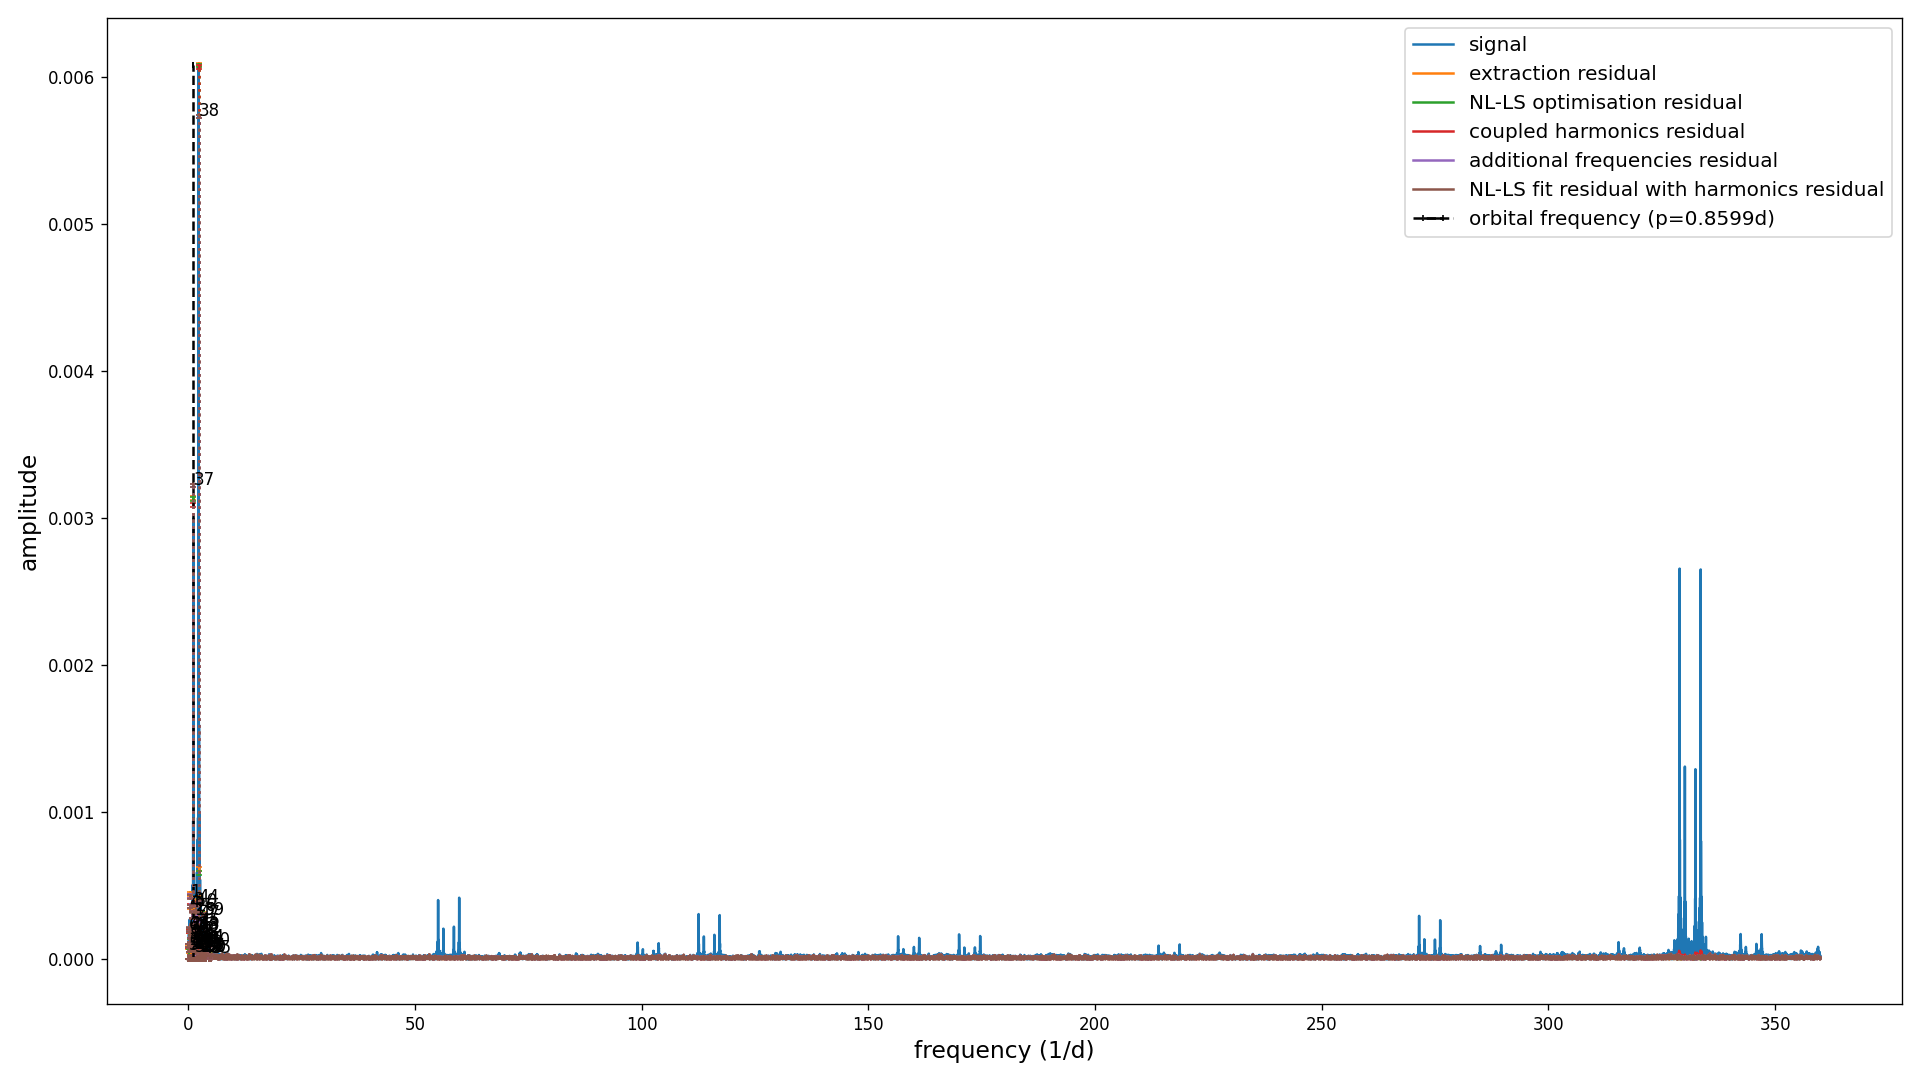 signal
extraction residual
NL-LS optimisation residual
coupled harmonics residual
additional frequencies residual
NL-LS fit residual with harmonics residual
orbital frequency (p=0.8599d)
38
37
amplitude
0.006
0.005
0.004
0.003
0.002
0.001
0.000
0
50
100
150
200
250
300
350
frequency (1/d)